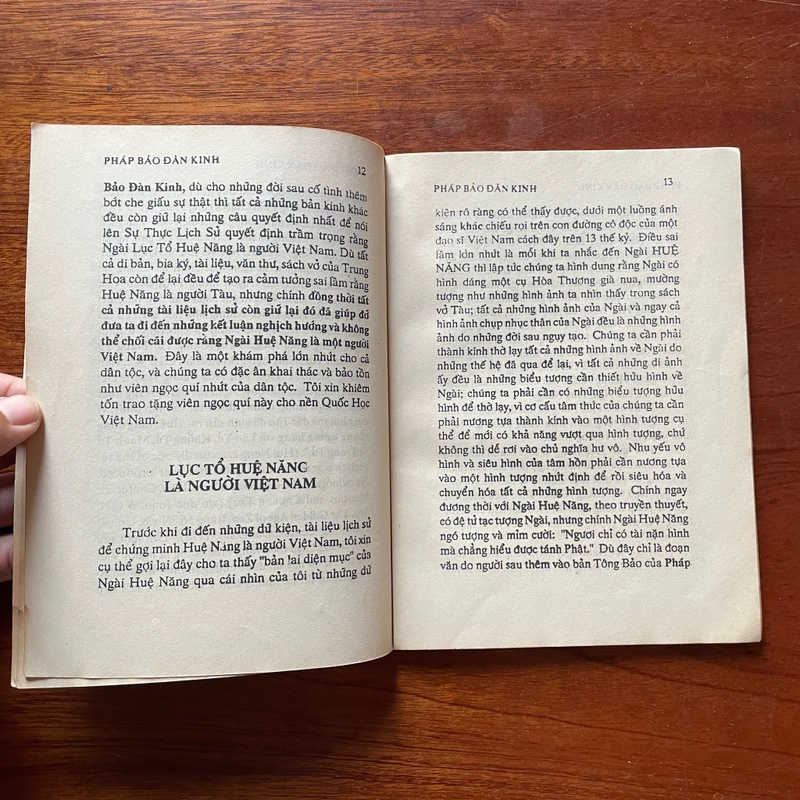 PHÁP BẢO ĐÀN KINH 12
Bảo Đàn Kinh, dù cho những đời sau cố tình thêm
bớt che giấu sự thật thì tất cả những bản kinh khác
đều còn giữ lại những câu quyết định nhất để nói
lên Sự Thực Lịch Sử quyết định trầm trọng rằng
Ngài Lục Tổ Huệ Năng là người Việt Nam. Dù tất
cả di bản, bia ký, tài liệu, văn thư, sách vở của Trung
Hoa còn để lại đều để tạo ra cảm tưởng sai lầm rằng
Huệ Năng là người Tàu, nhưng chính đồng thời tất
cả những tài liệu lịch sử còn giữ lại đó đã giúp đỡ
đưa ta đi đến những kết luận nghịch hướng và không
thể chối cãi được rằng Ngài Huệ Năng là một người
Việt Nam. Đây là một khám phá lớn nhứt cho cả
dân tộc, và chúng ta có đặc ân khai thác và bảo tồn
như viên ngọc quí nhứt của dân tộc. Tôi xin khiêm
tốn trao tặng viên ngọc quí này cho nền Quốc Học
Việt Nam.
LỤC TỔ HUỆ NĂNG
LÀ NGƯỜI VIỆT NAM
Trước khi đi đến những dữ kiện, tài liệu lịch sử
để chứng minh Huệ Năng là người Việt Nam, tôi xin
cụ thể gợi lại đây cho ta thấy "bản lai diện mục" của
Ngài Huệ Năng qua cái nhìn của tôi từ những dữ
PHÁP BẢO ĐÀN KINH 13
kiện rõ ràng có thể thấy được, dưới một luồng ánh
sáng khác chiếu rọi trên con đường cô độc của một
đạo sĩ Việt Nam cách đây trên 13 thế kỷ. Điều sai
lầm lớn nhứt là mỗi khi ta nhắc đến Ngài HUỆ
NĂNG thì lập tức chúng ta hình dung rằng Ngài có
hình dáng một cụ Hòa Thượng già nua, mường
tượng như những hình ảnh ta nhìn thấy trong sách
vở Tàu; tất cả những hình ảnh của Ngài và ngay cả
hình ảnh chụp nhục thân của Ngài đều là những hình
ảnh do những đời sau ngụy tạo. Chúng ta cần phải
thành kính thờ lạy tất cả những hình ảnh về Ngài do
những thế hệ đã qua để lại, vì tất cả những di ảnh
ấy đều là những biểu tượng cần thiết hữu hình về
Ngài; chúng ta phải cần có những biểu tượng hữu
hình để thờ lạy, vì cơ cấu tâm thức của chúng ta cần
phải nương tựa thành kính vào một hình tượng cụ
thể để mới có khả năng vượt qua hình tượng, chứ
không thì dễ rơi vào chủ nghĩa hư vô. Nhu yếu vô
hình và siêu hình của tâm hồn phải cần nương tựa
vào một hình tượng nhứt định để rồi siêu hóa và
chuyển hóa tất cả những hình tượng. Chính ngay
đương thời với Ngài Huệ Năng, theo truyền thuyết,
có đệ tử tạc tượng Ngài, nhưng chính Ngài Huệ Năng
ngó tượng và mỉm cười: "Ngươi chỉ có tài nặn hình
mà chẳng hiểu được tánh Phật." Dù đây chỉ là đoạn
văn do người sau thêm vào bản Tông Bảo của Pháp